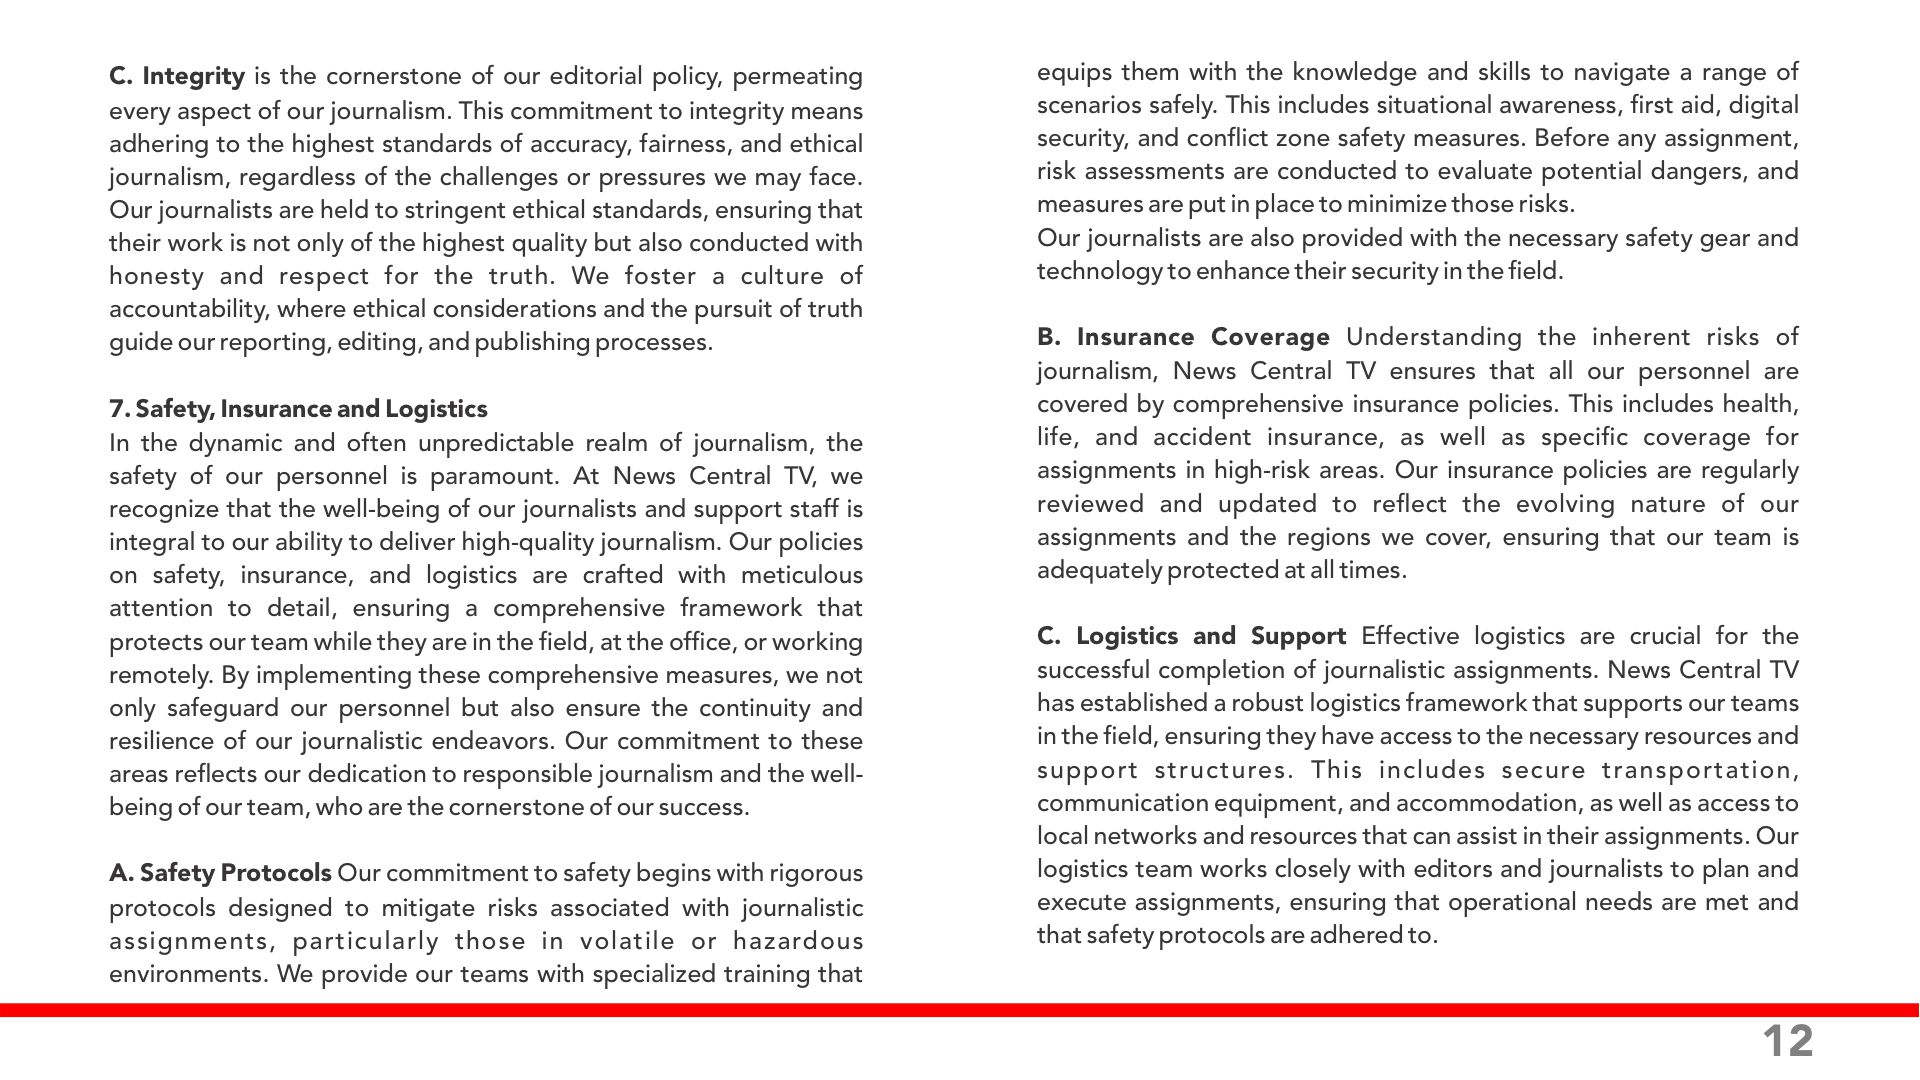 C. Integrity is the cornerstone of our editorial policy, permeating
every aspect of our journalism. This commitment to integrity means
adhering to the highest standards of accuracy, fairness, and ethical
journalism, regardless of the challenges or pressures we may face.
Our journalists are held to stringent ethical standards, ensuring that
their work is not only of the highest quality but also conducted with
honesty and respect for the truth. We foster a culture of
accountability, where ethical considerations and the pursuit of truth
guide our reporting, editing, and publishing processes.
7. Safety, Insurance and Logistics
In the dynamic and often unpredictable realm of journalism, the
safety of our personnel is paramount. At News Central TV, we
recognize that the well-being of our journalists and support staff is
integral to our ability to deliver high-quality journalism. Our policies
on safety, insurance, and logistics are crafted with meticulous
attention to detail, ensuring a comprehensive framework that
protects our team while they are in the field, at the office, or working
remotely. By implementing these comprehensive measures, we not
only safeguard our personnel but also ensure the continuity and
resilience of our journalistic endeavors. Our commitment to these
areas reflects our dedication to responsible journalism and the well-
being of our team, who are the cornerstone of our success.
A. Safety Protocols Our commitment to safety begins with rigorous
protocols designed to mitigate risks associated with journalistic
assignments, particularly those in volatile or hazardous
environments. We provide our teams with specialized training that
equips them with the knowledge and skills to navigate a range of
scenarios safely. This includes situational awareness, first aid, digital
security, and conflict zone safety measures. Before any assignment,
risk assessments are conducted to evaluate potential dangers, and
measures are put in place to minimize those risks.
Our journalists are also provided with the necessary safety gear and
technology to enhance their security in the field.
B. Insurance Coverage Understanding the inherent risks of
journalism, News Central TV ensures that all our personnel are
covered by comprehensive insurance policies. This includes health,
life, and accident insurance, as well as specific coverage for
assignments in high-risk areas. Our insurance policies are regularly
reviewed and updated to reflect the evolving nature of our
assignments and the regions we cover, ensuring that our team is
adequately protected at all times.
C. Logistics and Support Effective logistics are crucial for the
successful completion of journalistic assignments. News Central TV
has established a robust logistics framework that supports our teams
in the field, ensuring they have access to the necessary resources and
support structures. This includes secure transportation,
communication equipment, and accommodation, as well as access to
local networks and resources that can assist in their assignments. Our
logistics team works closely with editors and journalists to plan and
execute assignments, ensuring that operational needs are met and
that safety protocols are adhered to.
12